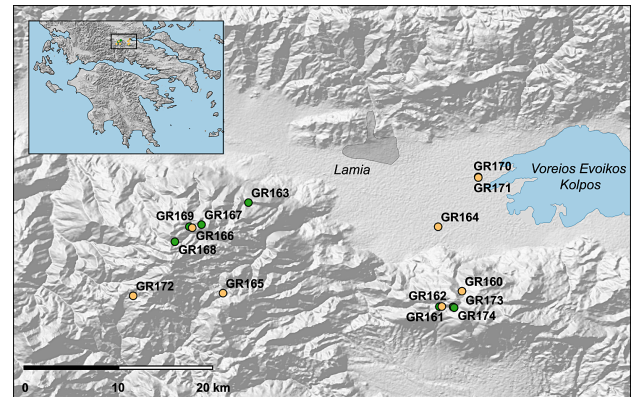 GR170
GR171
Voreios Evoikos
Kolpos
Lamia
GR163
GR169
GR167
GR166
GR168
GR164
GR172
GR165
GR160
GR162
GR173
GR161
GR174
0 10 20 km